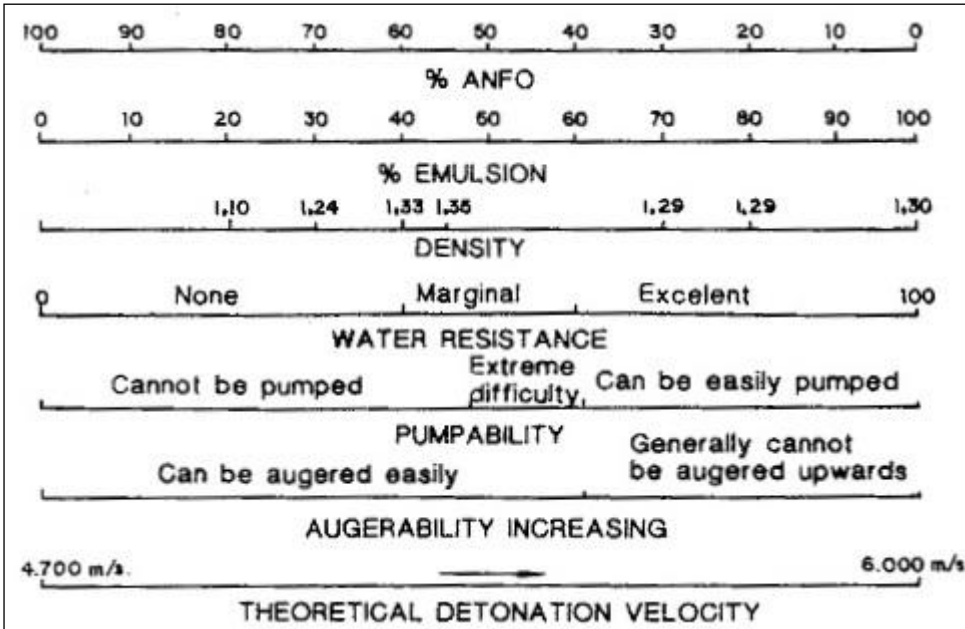 100 90 80 70 60 50 40 30 20 10 0
% ANFO
0 10 20 30 40 50 60 70 80 90 100
% EMULSION
1,10 1,24 1,33 1,35 1,29 1,29 1,30
DENSITY
0 None Marginal Excelent 100
WATER RESISTANCE
Cannot be pumped Extreme difficulty, Can be easily pumped
PUMPABILITY
Can be augered easily Generally cannot be augered upwards
AUGERABILITY INCREASING
4.700 m/s. 6.000 m/s
THEORETICAL DETONATION VELOCITY